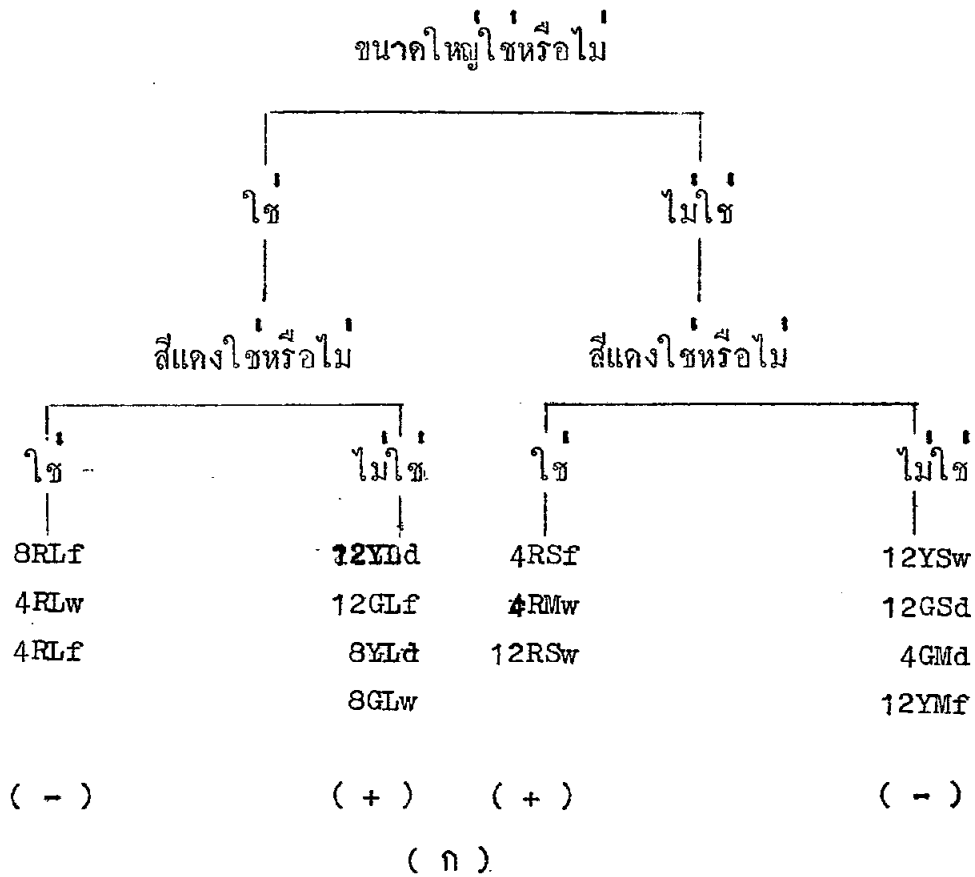 ขนาดใหญ่ใช่หรือไม่
ใช่ ไม่ใช่
สีแดงใช่หรือไม่ สีแดงใช่หรือไม่
ใช่ ไม่ใช่ ใช่ ไม่ใช่
8RLf 12YLd 4RSf 12YSw
4RLw 12GLf 4RMw 12GSd
4RLf 8YLd 12RSw 4GMd
8GLw 12YMf
( - ) ( + ) ( + ) ( - )
( ก )